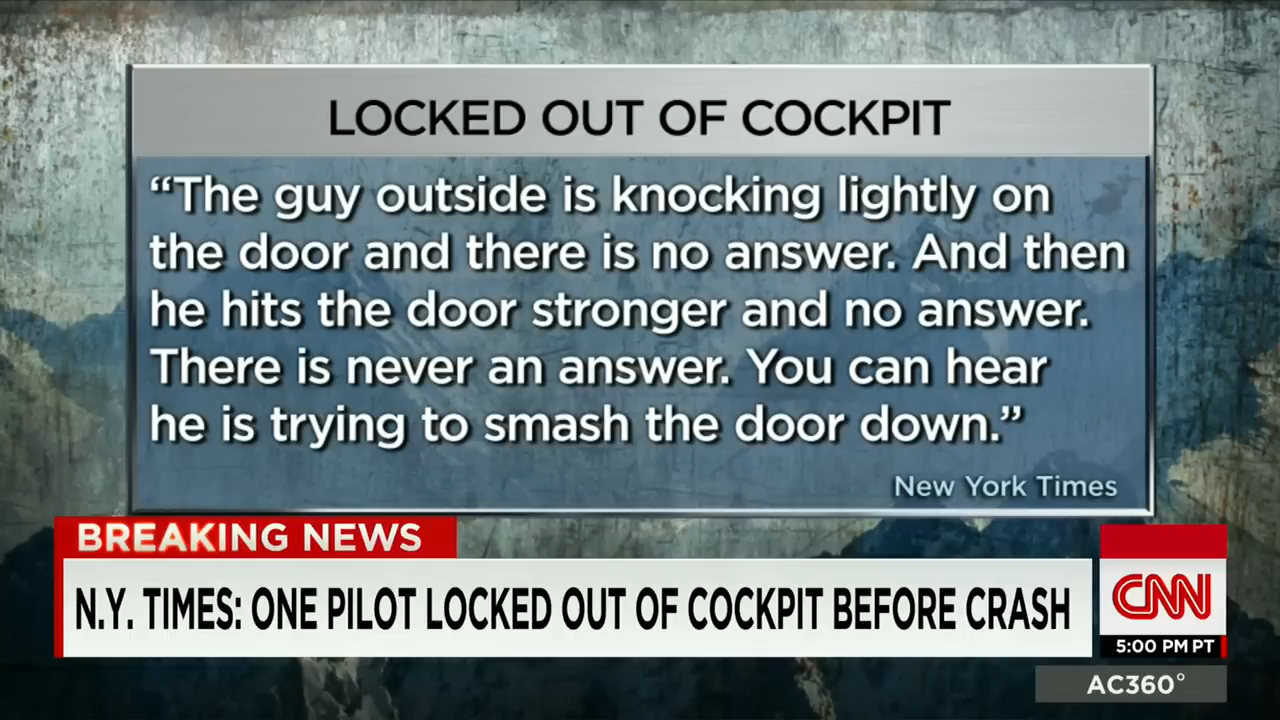 LOCKED OUT OF COCKPIT
“The guy outside is knocking lightly on
the door and there is no answer. And then
he hits the door stronger and no answer.
There is never an answer. You can hear
he is trying to smash the door down.”
New York Times
BREAKING NEWS
N.Y. TIMES: ONE PILOT LOCKED OUT OF COCKPIT BEFORE CRASH
CNN
5:00 PM PT
AC360°